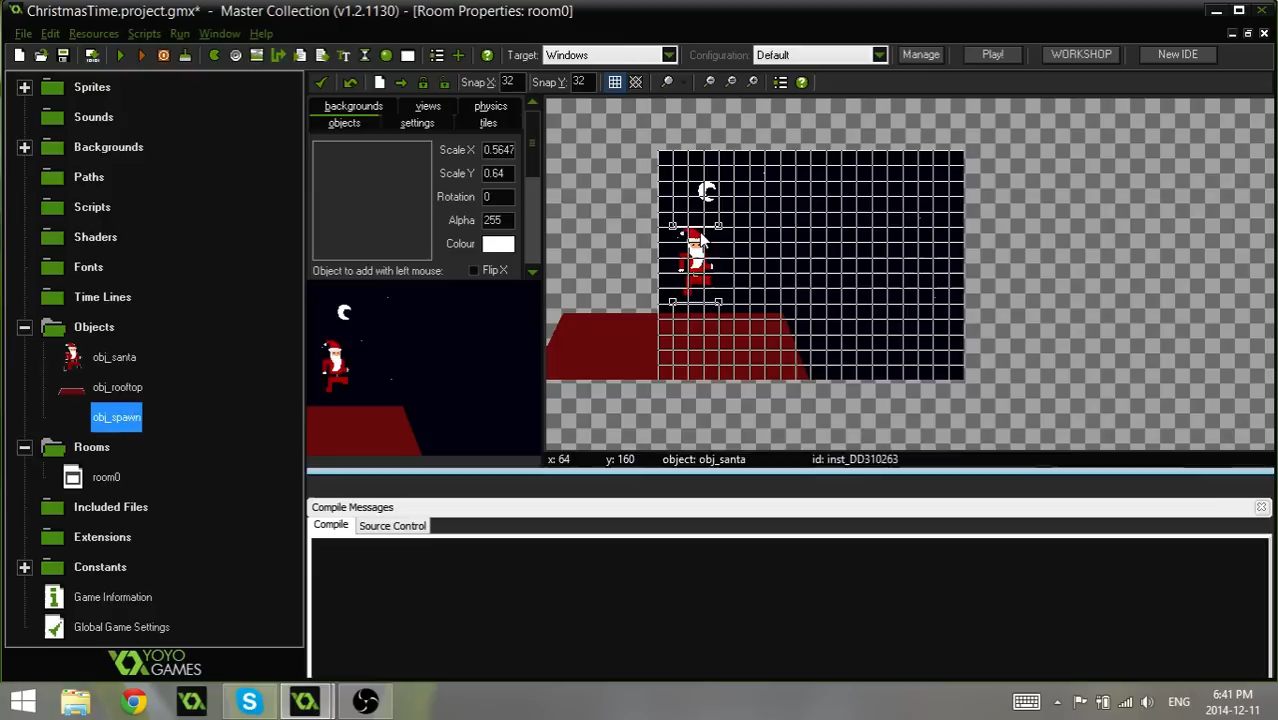 ChristmasTime.project.gmx* - Master Collection (v1.2.1130) - [Room Properties: room0]
File Edit Resources Scripts Run Window Help
Target: Windows Configuration: Default Manage Play! WORKSHOP New IDE
Snap X: 32 Snap Y: 32
Sprites
Sounds
Backgrounds
Paths
Scripts
Shaders
Fonts
Time Lines
Objects
obj_santa
obj_rooftop
obj_spawn
Rooms
room0
Included Files
Extensions
Constants
Game Information
Global Game Settings
YOYO
GAMES
backgrounds views physics
objects settings tiles
Scale X 0.5647
Scale Y 0.64
Rotation 0
Alpha 255
Colour
Object to add with left mouse: Flip X
x: 64 y: 160 object: obj_santa id: inst_DD310263
Compile Messages
Compile Source Control
ENG 6:41 PM
2014-12-11